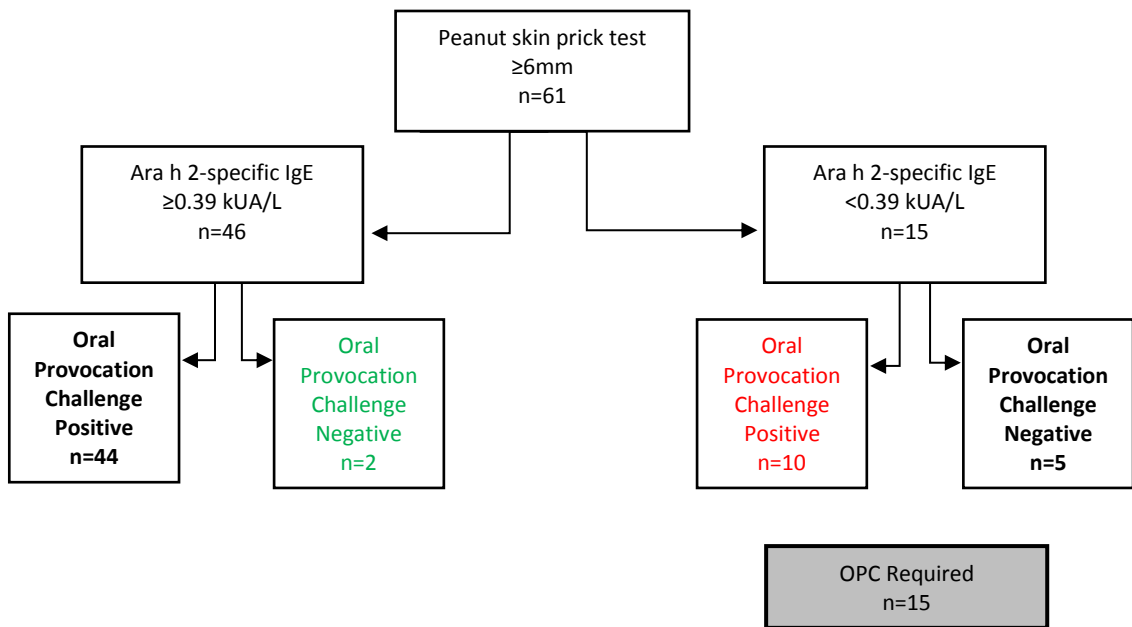 Peanut skin prick test
≥6mm
n=61
Ara h 2-specific IgE
≥0.39 kUA/L
n=46
Ara h 2-specific IgE
<0.39 kUA/L
n=15
Oral
Provocation
Challenge
Positive
n=44
Oral
Provocation
Challenge
Negative
n=2
Oral
Provocation
Challenge
Positive
n=10
Oral
Provocation
Challenge
Negative
n=5
OPC Required
n=15